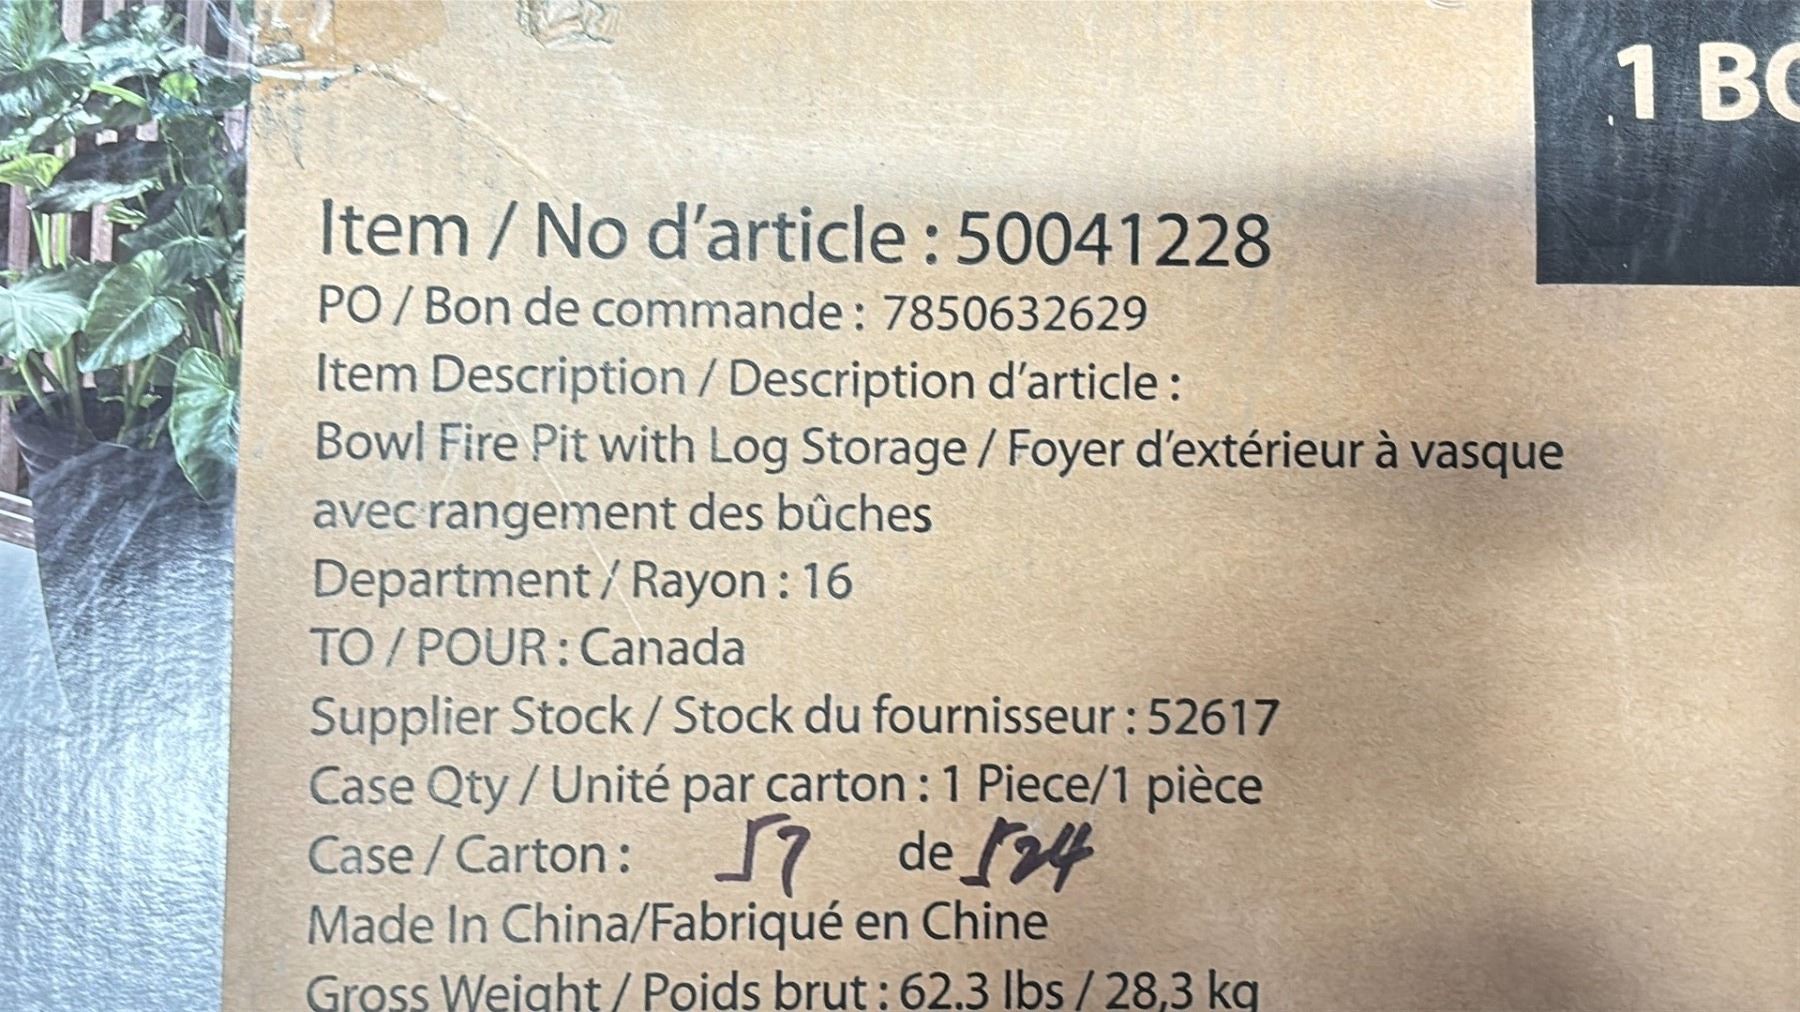 1 BO
Item / No d'article : 50041228
PO / Bon de commande : 7850632629
Item Description / Description d'article :
Bowl Fire Pit with Log Storage / Foyer d'extérieur à vasque
avec rangement des bûches
Department / Rayon : 16
TO / POUR : Canada
Supplier Stock / Stock du fournisseur : 52617
Case Qty / Unité par carton : 1 Piece/1 pièce
Case / Carton : 57 de 524
Made In China/Fabriqué en Chine
Gross Weight / Poids brut : 62.3 lbs / 28,3 kg